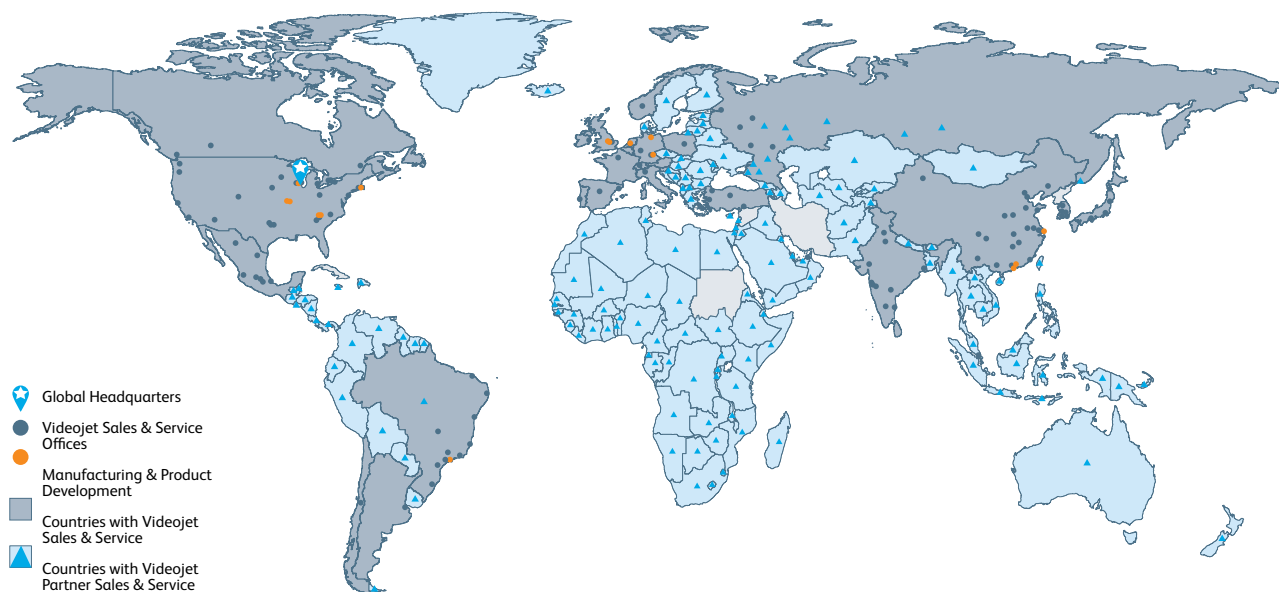 Global Headquarters
Videojet Sales & Service
Offices
Manufacturing & Product
Development
Countries with Videojet
Sales & Service
Countries with Videojet
Partner Sales & Service